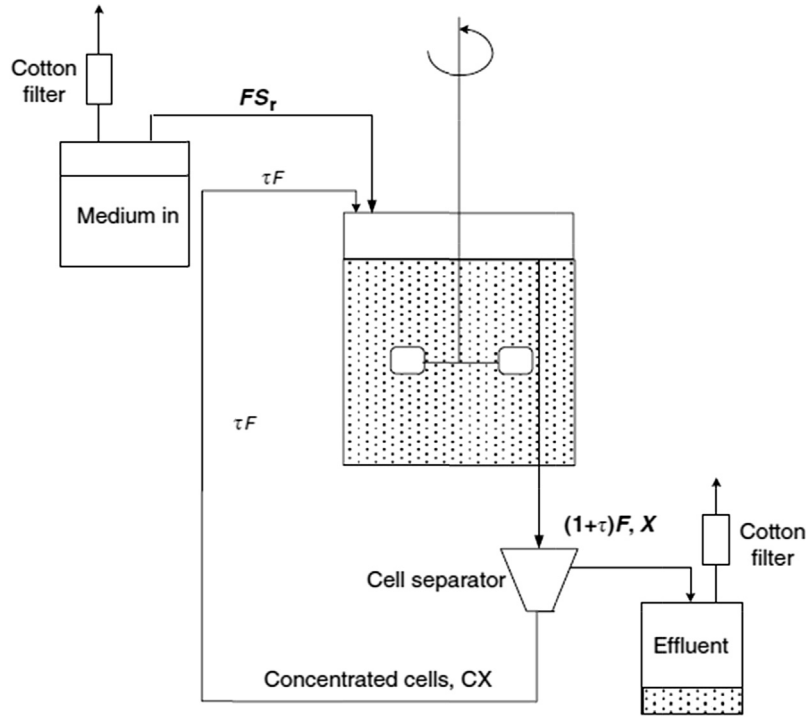 Cotton
filter
FSr
τF
Medium in
τF
(1+τ)F, X
Cotton
filter
Cell separator
Effluent
Concentrated cells, CX